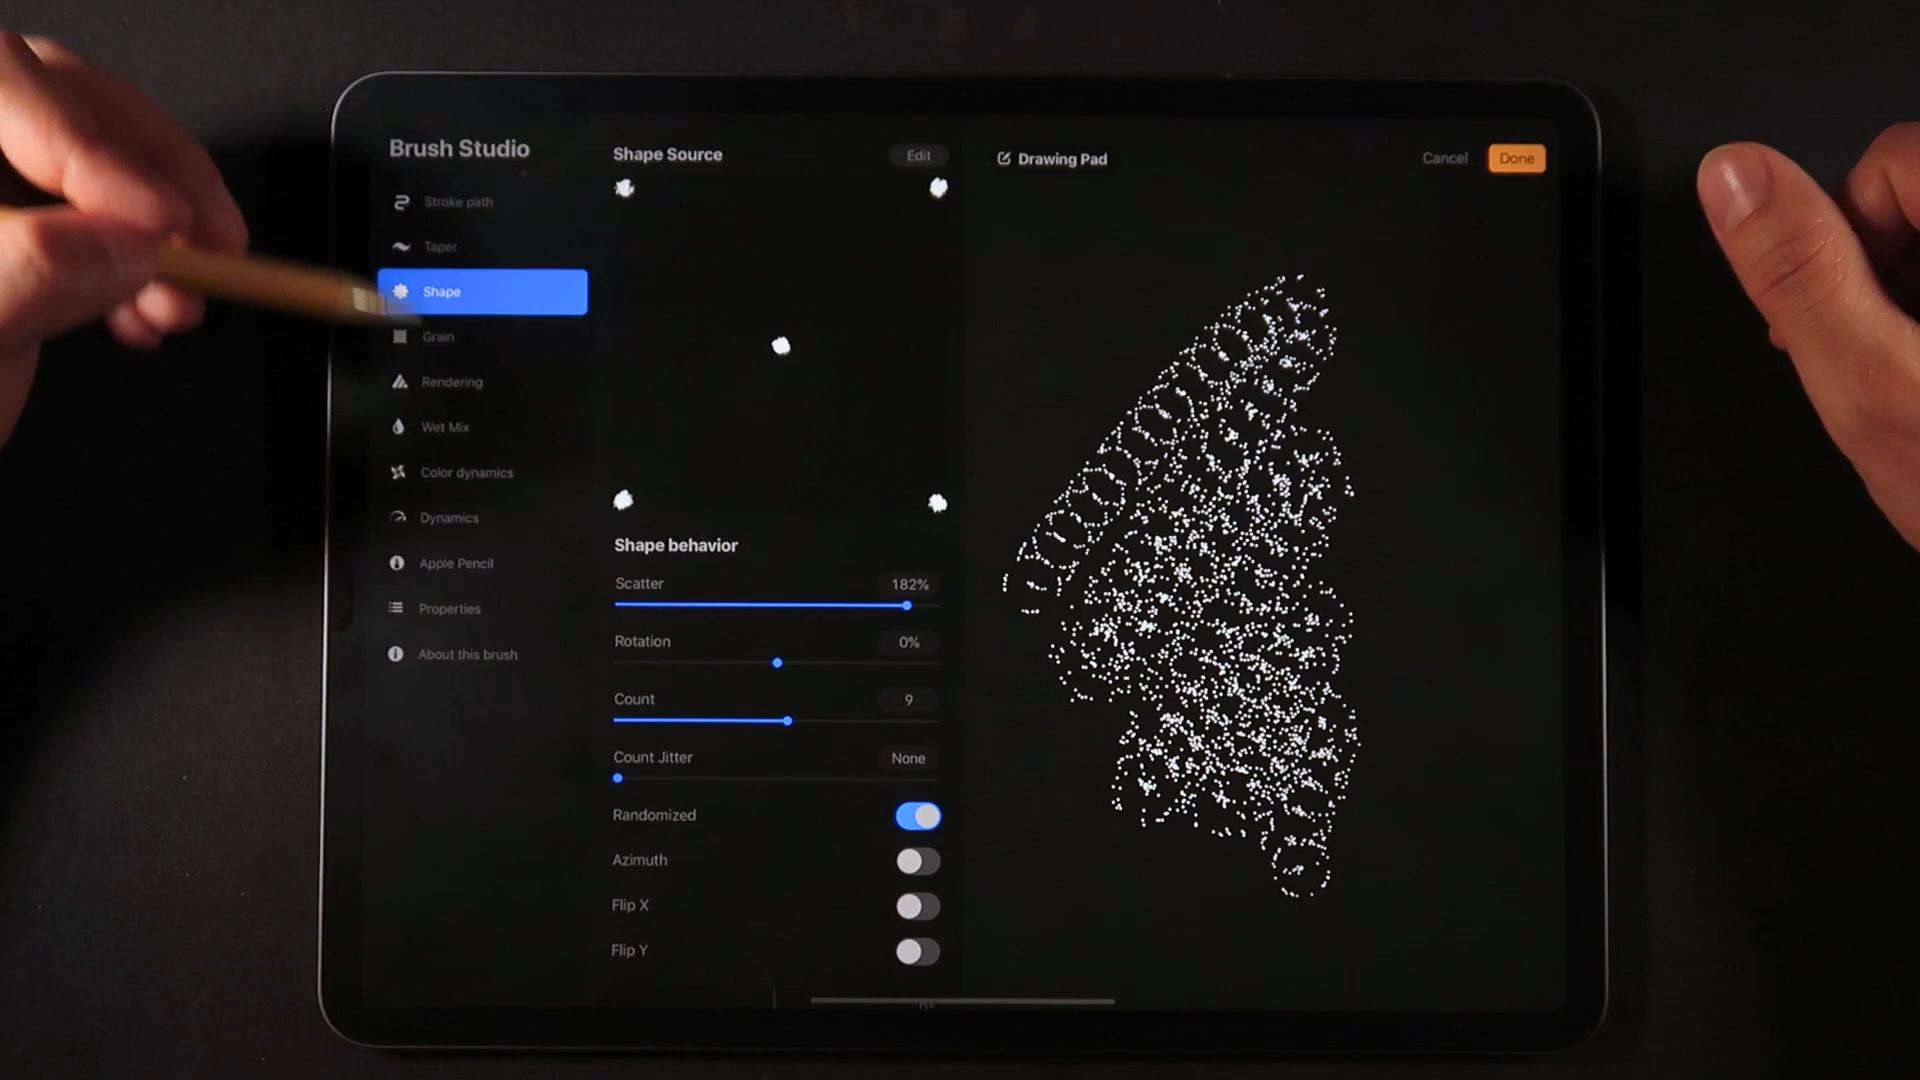 Brush Studio
Stroke path
Taper
Shape
Grain
Rendering
Wet Mix
Color dynamics
Dynamics
Apple Pencil
Properties
About this brush
Shape Source
Edit
Shape behavior
Scatter
182%
Rotation
0%
Count
9
Count Jitter
None
Randomized
Azimuth
Flip X
Flip Y
Drawing Pad
Cancel
Done